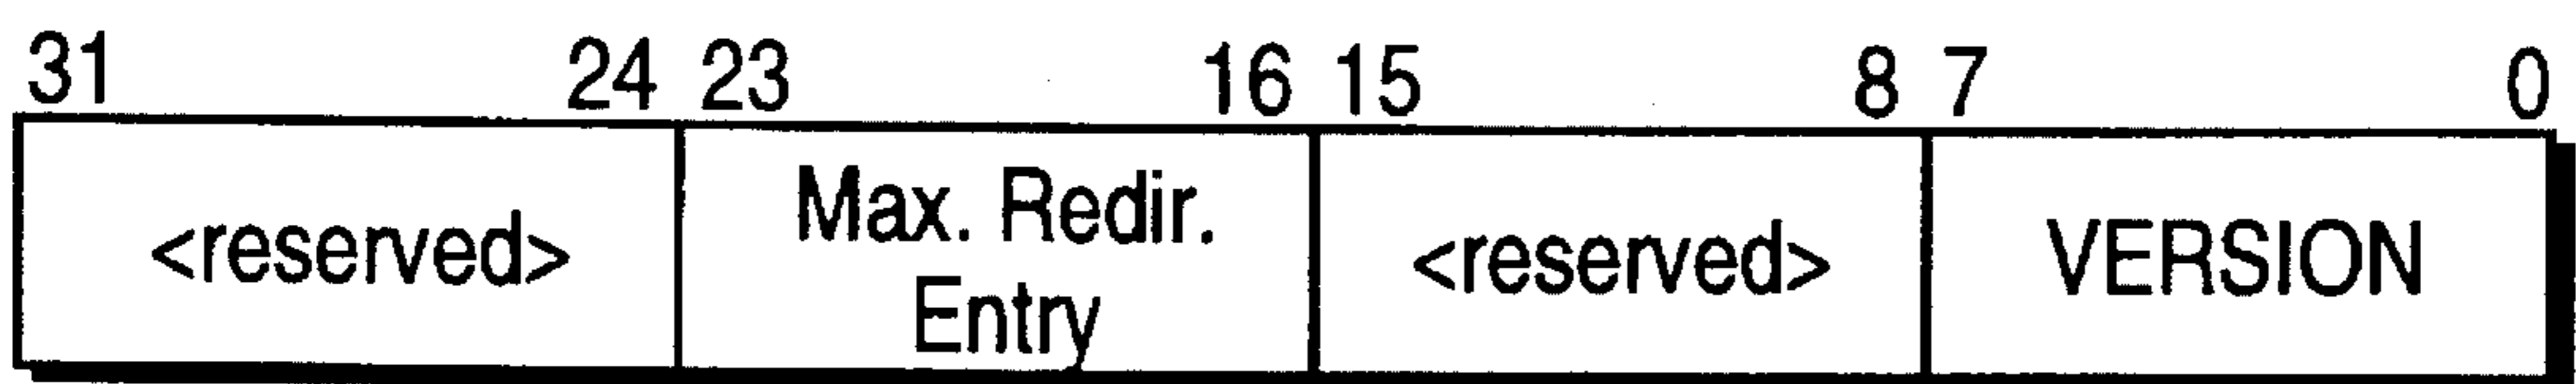 31 24 23 16 15 8 7 0
<reserved> Max. Redir. Entry <reserved> VERSION